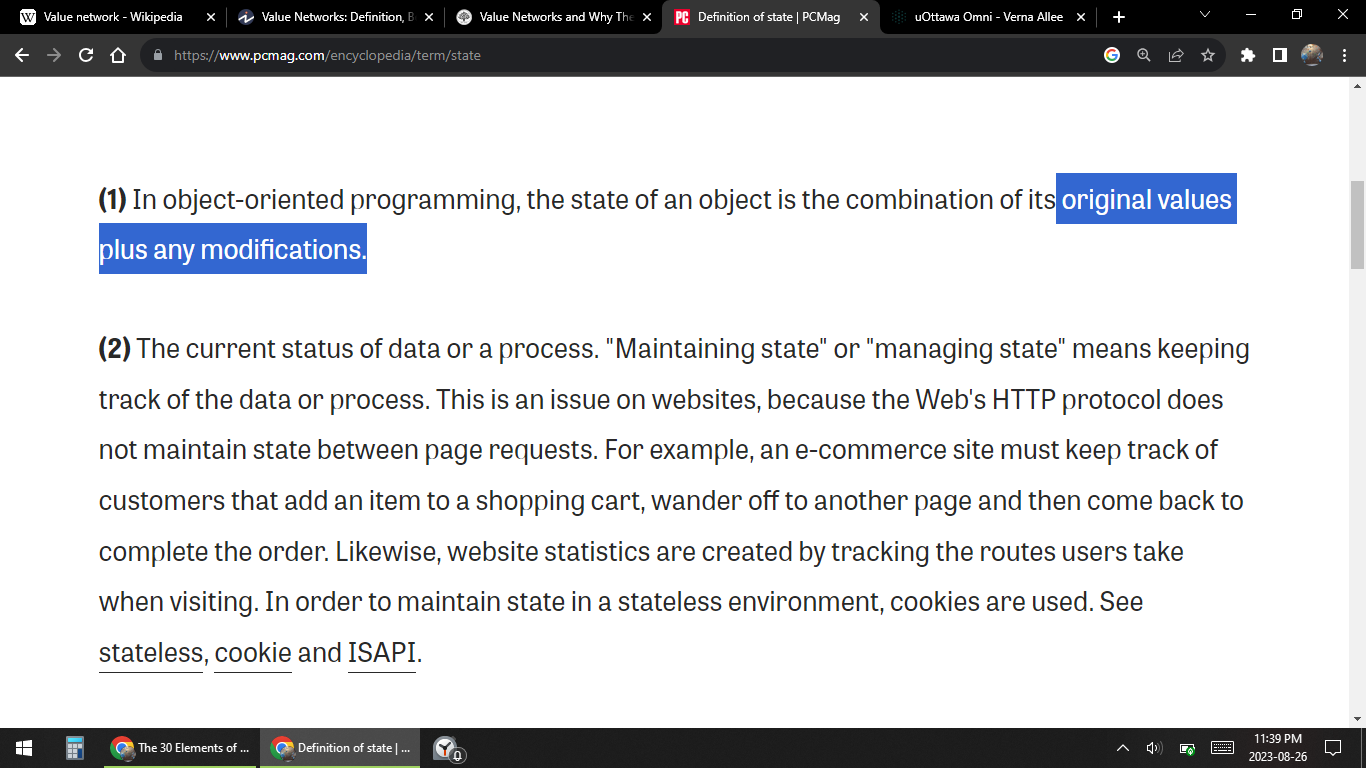 Value network - Wikipedia
Value Networks: Definition, B
Value Networks and Why The
PC Definition of state | PCMag
uOttawa Omni - Verna Allee
https://www.pcmag.com/encyclopedia/term/state
(1) In object-oriented programming, the state of an object is the combination of its original values
plus any modifications.
(2) The current status of data or a process. "Maintaining state" or "managing state" means keeping
track of the data or process. This is an issue on websites, because the Web's HTTP protocol does
not maintain state between page requests. For example, an e-commerce site must keep track of
customers that add an item to a shopping cart, wander off to another page and then come back to
complete the order. Likewise, website statistics are created by tracking the routes users take
when visiting. In order to maintain state in a stateless environment, cookies are used. See
stateless, cookie and ISAPI.
The 30 Elements of ...
Definition of state | ...
0
11:39 PM
2023-08-26